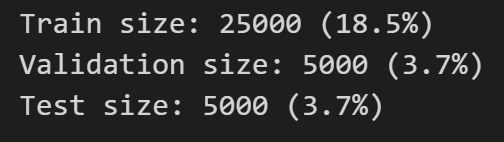 Train size: 25000 (18.5%)
Validation size: 5000 (3.7%)
Test size: 5000 (3.7%)